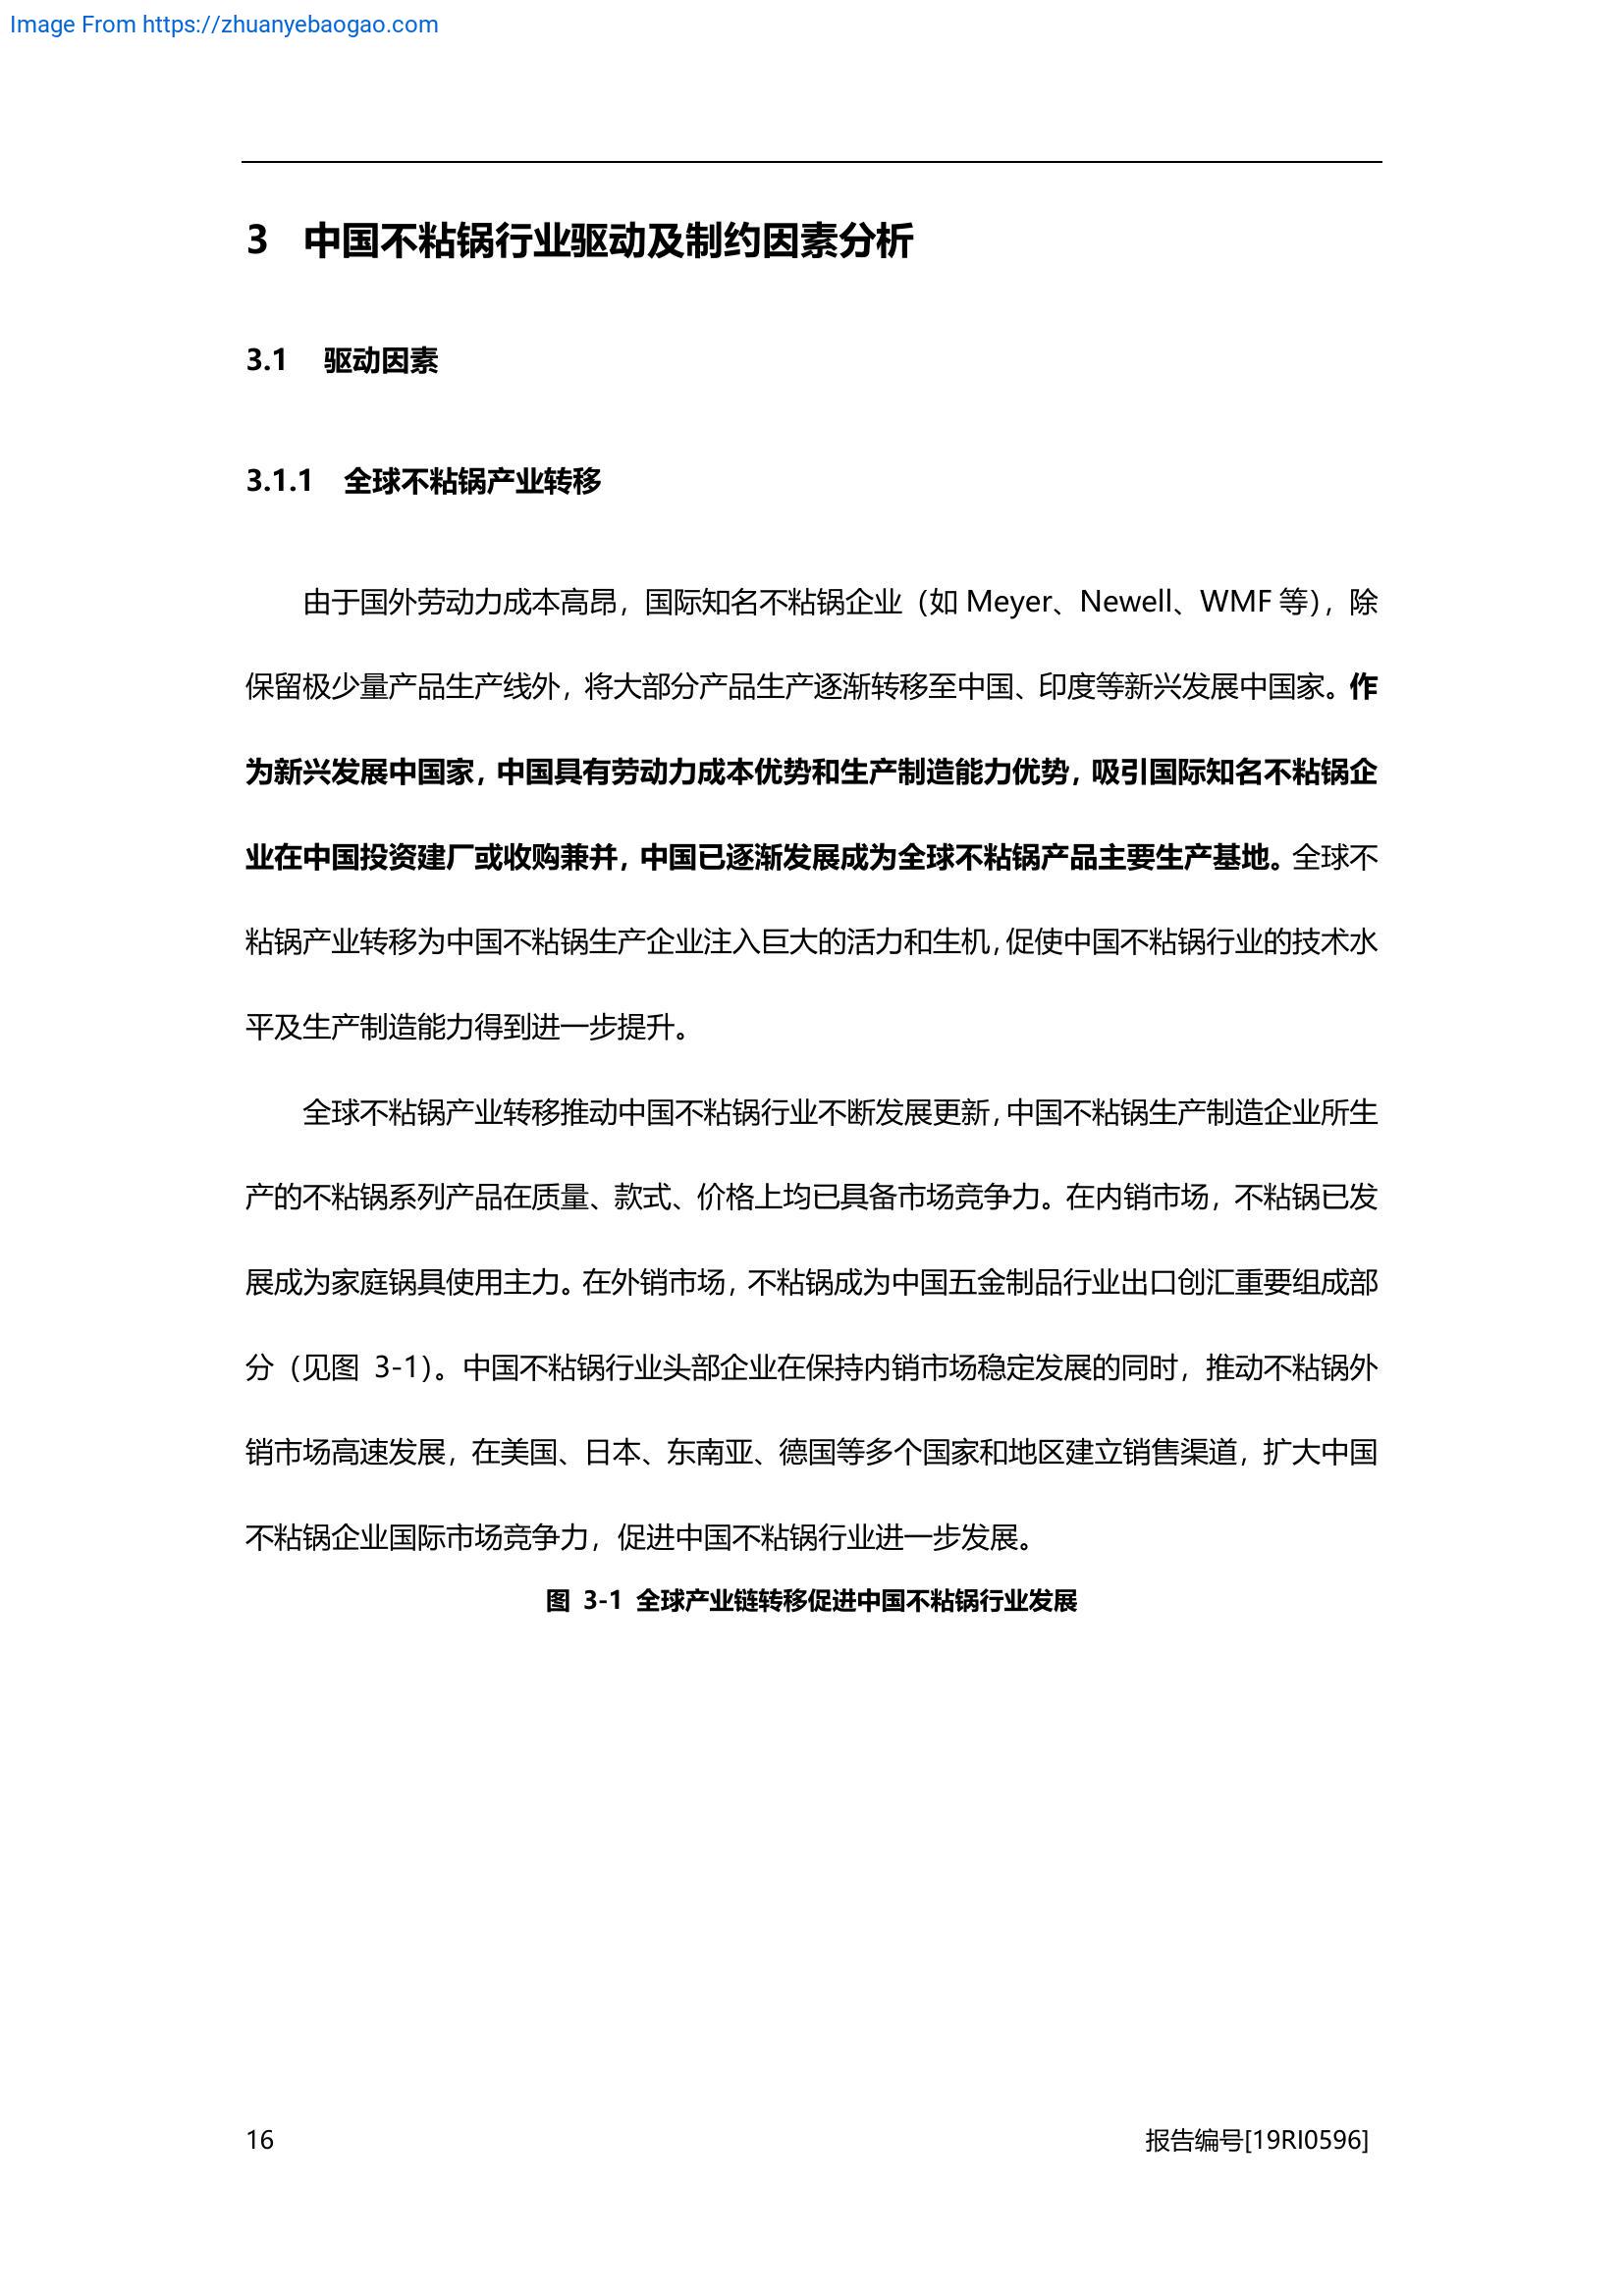 Image From https://zhuanyebaogao.com
3 中国不粘锅行业驱动及制约因素分析
3.1 驱动因素
3.1.1 全球不粘锅产业转移
由于国外劳动力成本高昂，国际知名不粘锅企业（如 Meyer、Newell、WMF 等），除
保留极少量产品生产线外，将大部分产品生产逐渐转移至中国、印度等新兴发展中国家。作
为新兴发展中国家，中国具有劳动力成本优势和生产制造能力优势，吸引国际知名不粘锅企
业在中国投资建厂或收购兼并，中国已逐渐发展成为全球不粘锅产品主要生产基地。全球不
粘锅产业转移为中国不粘锅生产企业注入巨大的活力和生机，促使中国不粘锅行业的技术水
平及生产制造能力得到进一步提升。
全球不粘锅产业转移推动中国不粘锅行业不断发展更新，中国不粘锅生产制造企业所生
产的不粘锅系列产品在质量、款式、价格上均已具备市场竞争力。在内销市场，不粘锅已发
展成为家庭锅具使用主力。在外销市场，不粘锅成为中国五金制品行业出口创汇重要组成部
分（见图 3-1）。中国不粘锅行业头部企业在保持内销市场稳定发展的同时，推动不粘锅外
销市场高速发展，在美国、日本、东南亚、德国等多个国家和地区建立销售渠道，扩大中国
不粘锅企业国际市场竞争力，促进中国不粘锅行业进一步发展。
图 3-1 全球产业链转移促进中国不粘锅行业发展
16 报告编号[19RI0596]